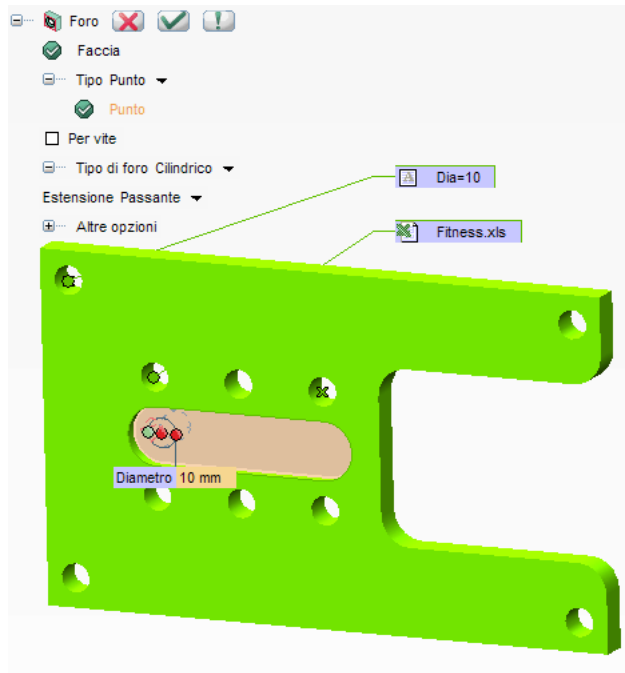 Foro
Faccia
Tipo Punto
Punto
Per vite
Tipo di foro Cilindrico
Dia=10
Estensione Passante
Altre opzioni
Fitness.xls
Diametro 10 mm